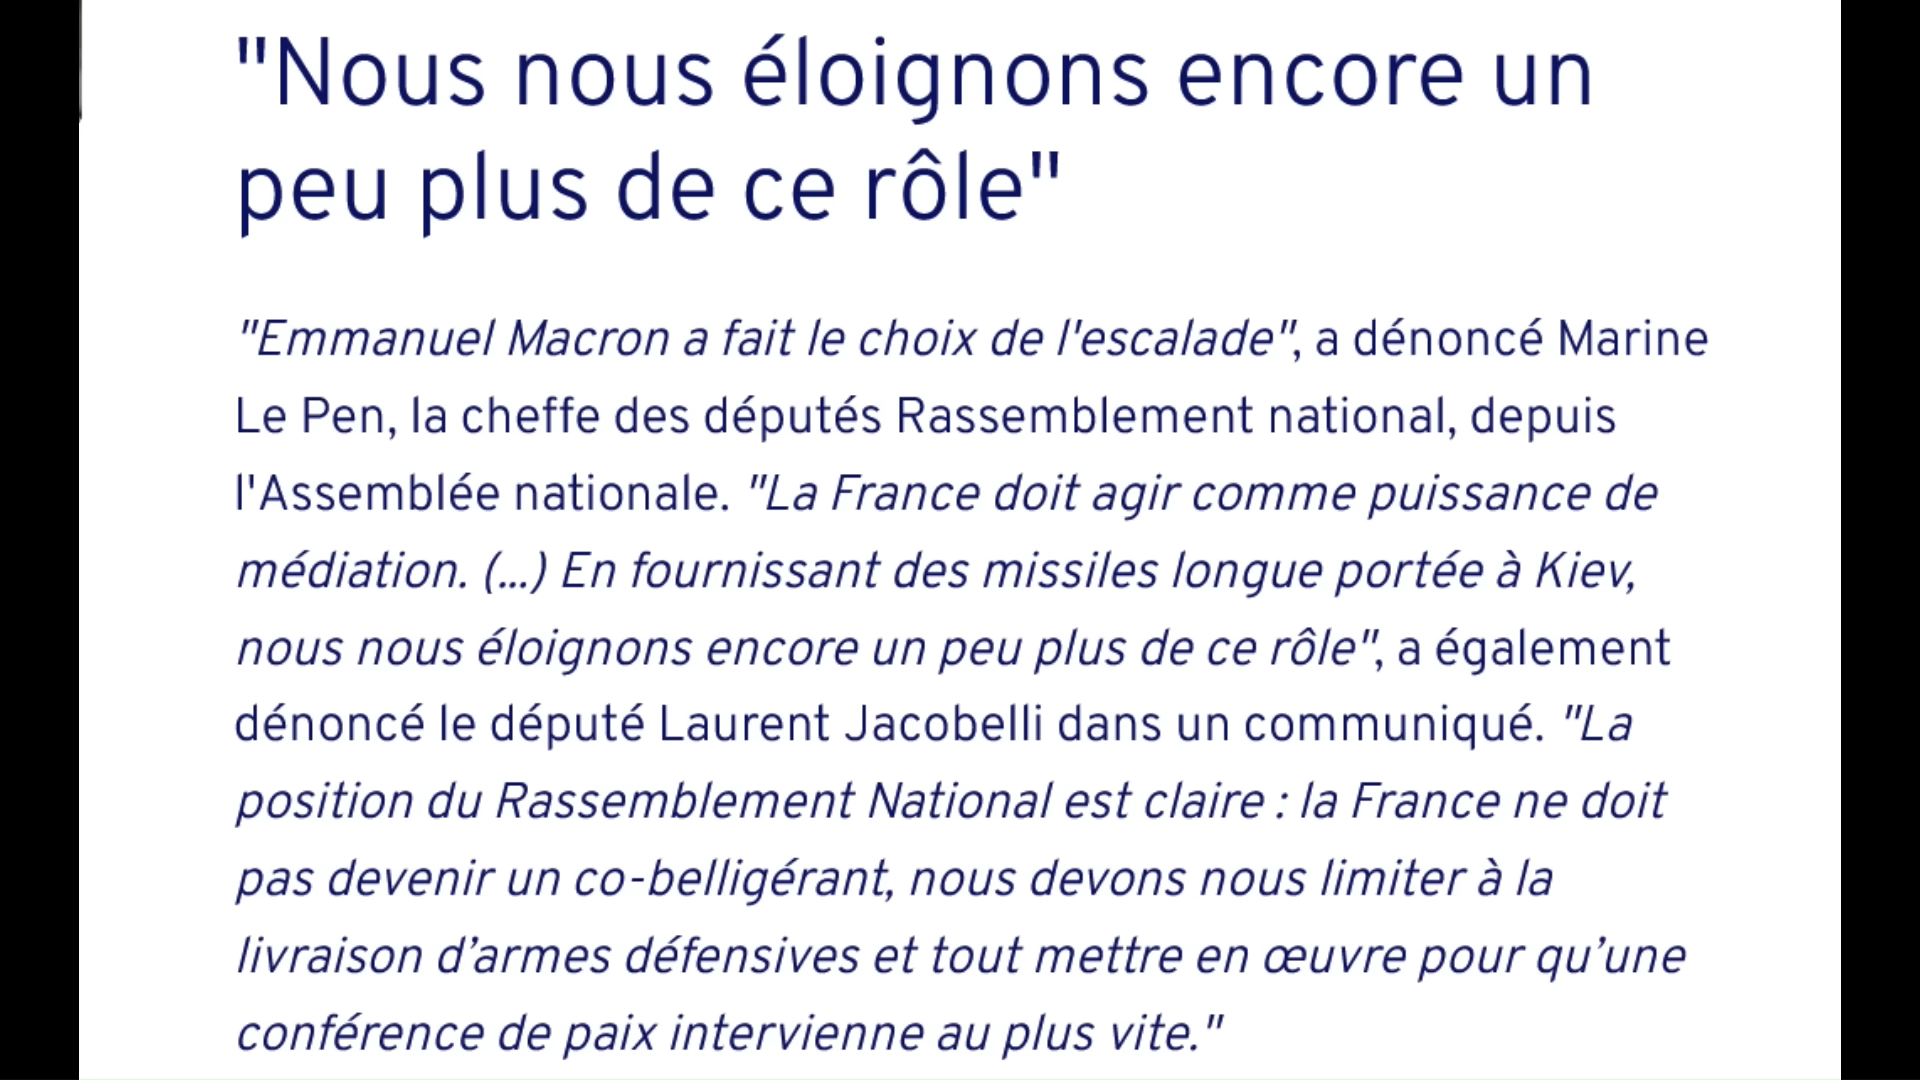 "Nous nous éloignons encore un
peu plus de ce rôle"
"Emmanuel Macron a fait le choix de l'escalade", a dénoncé Marine
Le Pen, la cheffe des députés Rassemblement national, depuis
l'Assemblée nationale. "La France doit agir comme puissance de
médiation. (...) En fournissant des missiles longue portée à Kiev,
nous nous éloignons encore un peu plus de ce rôle", a également
dénoncé le député Laurent Jacobelli dans un communiqué. "La
position du Rassemblement National est claire : la France ne doit
pas devenir un co-belligérant, nous devons nous limiter à la
livraison d’armes défensives et tout mettre en œuvre pour qu’une
conférence de paix intervienne au plus vite."